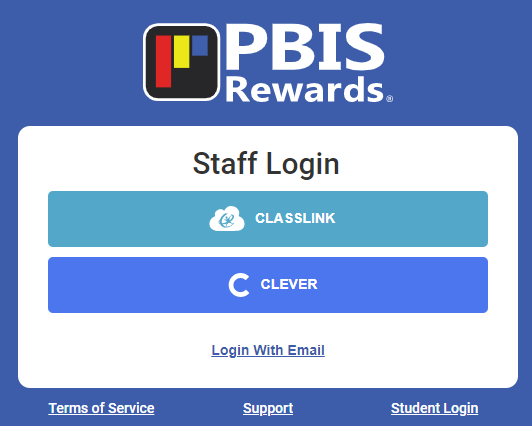 PBIS
Rewards®
Staff Login
CLASSLINK
CLEVER
Login With Email
Terms of Service Support Student Login